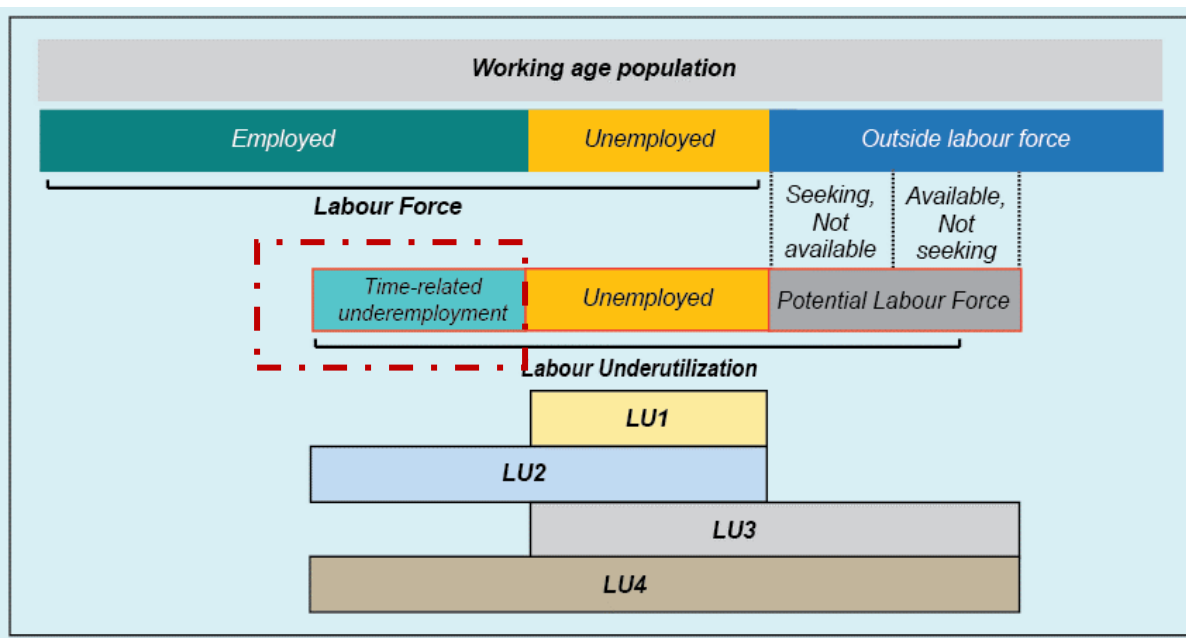 Working age population
Employed
Unemployed
Outside labour force
Labour Force
Seeking,
Not
available
Available,
Not
seeking
Time-related
underemployment
Unemployed
Potential Labour Force
Labour Underutilization
LU1
LU2
LU3
LU4